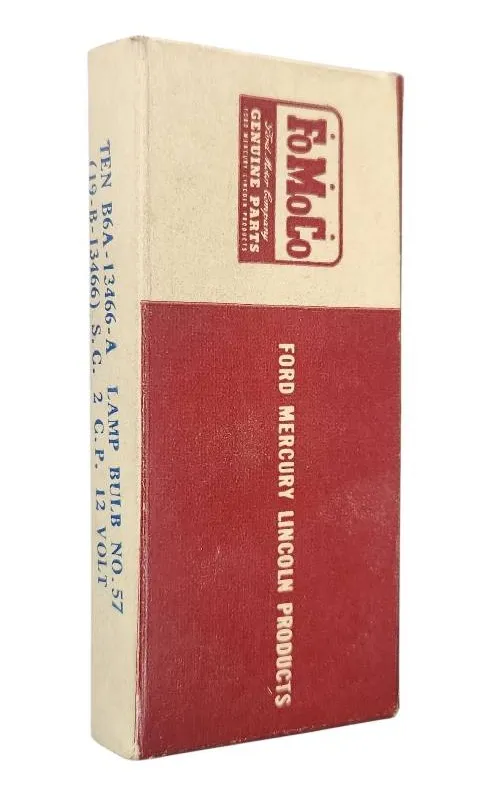 FoMoCo
Ford Motor Company
GENUINE PARTS
FORD MERCURY LINCOLN PRODUCTS
FORD MERCURY LINCOLN PRODUCTS
TEN B6A-13466-A LAMP BULB NO. 57
(19-B-13466) S.C. 2 C.P. 12 VOLT